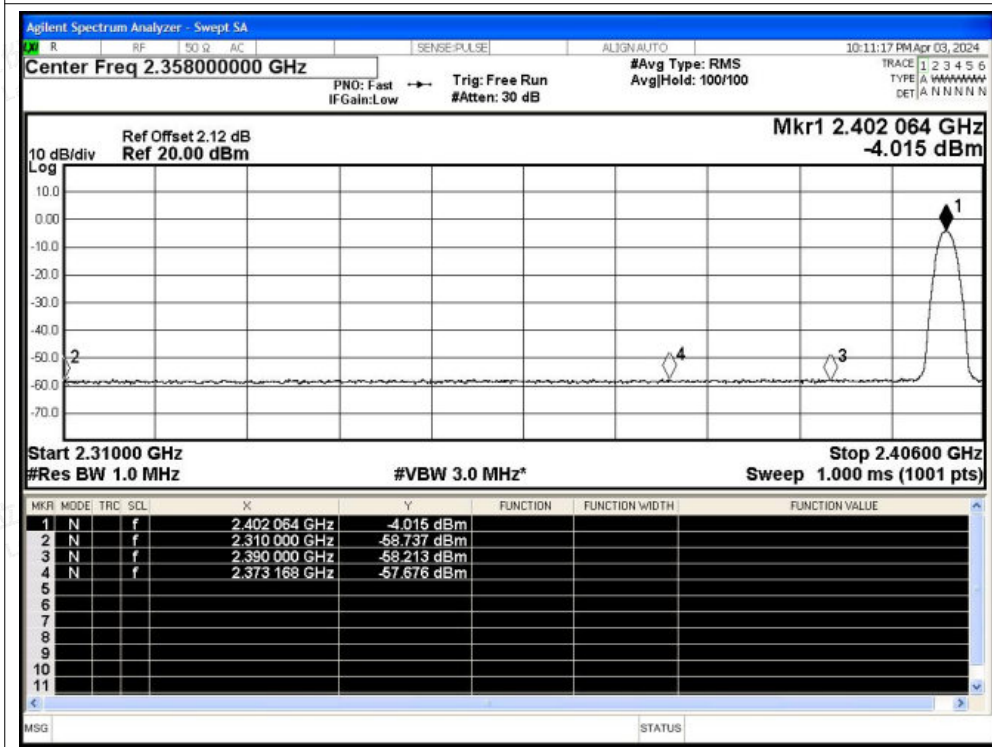 Agilent Spectrum Analyzer - Swept SA
LXI R RF 50 Ω AC SENSE:PULSE ALIGN AUTO 10:11:17 PM Apr 03, 2024
Center Freq 2.358000000 GHz
PNO: Fast
IFGain:Low
Trig: Free Run
#Atten: 30 dB
#Avg Type: RMS
Avg|Hold: 100/100
TRACE 1 2 3 4 5 6
TYPE A WWWWW
DET A N N N N N
Mkr1 2.402 064 GHz
-4.015 dBm
Ref Offset 2.12 dB
10 dB/div Ref 20.00 dBm
Log
10.0
0.00
-10.0
-20.0
-30.0
-40.0
-50.0
-60.0
-70.0
1
2
4
3
Start 2.31000 GHz Stop 2.40600 GHz
#Res BW 1.0 MHz #VBW 3.0 MHz* Sweep 1.000 ms (1001 pts)
MKR MODE TRC SCL X Y FUNCTION FUNCTION WIDTH FUNCTION VALUE
1 N f 2.402 064 GHz -4.015 dBm
2 N f 2.310 000 GHz -58.737 dBm
3 N f 2.390 000 GHz -58.213 dBm
4 N f 2.373 168 GHz -57.676 dBm
5
6
7
8
9
10
11
MSG STATUS